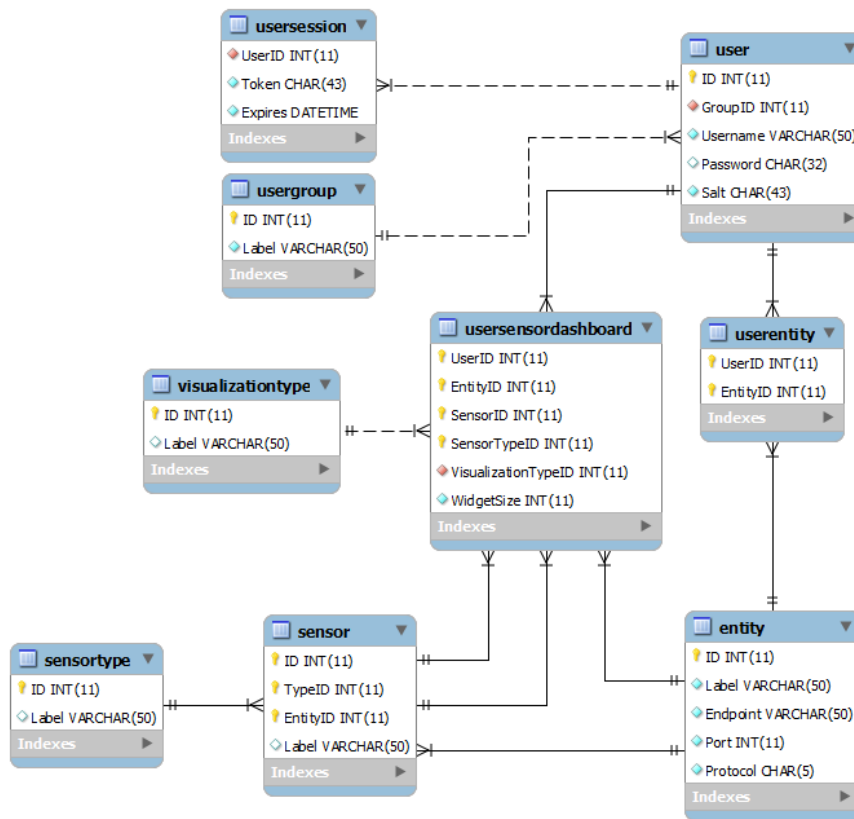 usersession
UserID INT(11)
Token CHAR(43)
Expires DATETIME
Indexes
user
ID INT(11)
GroupID INT(11)
Username VARCHAR(50)
Password CHAR(32)
Salt CHAR(43)
Indexes
usergroup
ID INT(11)
Label VARCHAR(50)
Indexes
usersensordashboard
UserID INT(11)
EntityID INT(11)
SensorID INT(11)
SensorTypeID INT(11)
VisualizationTypeID INT(11)
WidgetSize INT(11)
Indexes
userentity
UserID INT(11)
EntityID INT(11)
Indexes
visualizationtype
ID INT(11)
Label VARCHAR(50)
Indexes
sensortype
ID INT(11)
Label VARCHAR(50)
Indexes
sensor
ID INT(11)
TypeID INT(11)
EntityID INT(11)
Label VARCHAR(50)
Indexes
entity
ID INT(11)
Label VARCHAR(50)
Endpoint VARCHAR(50)
Port INT(11)
Protocol CHAR(5)
Indexes